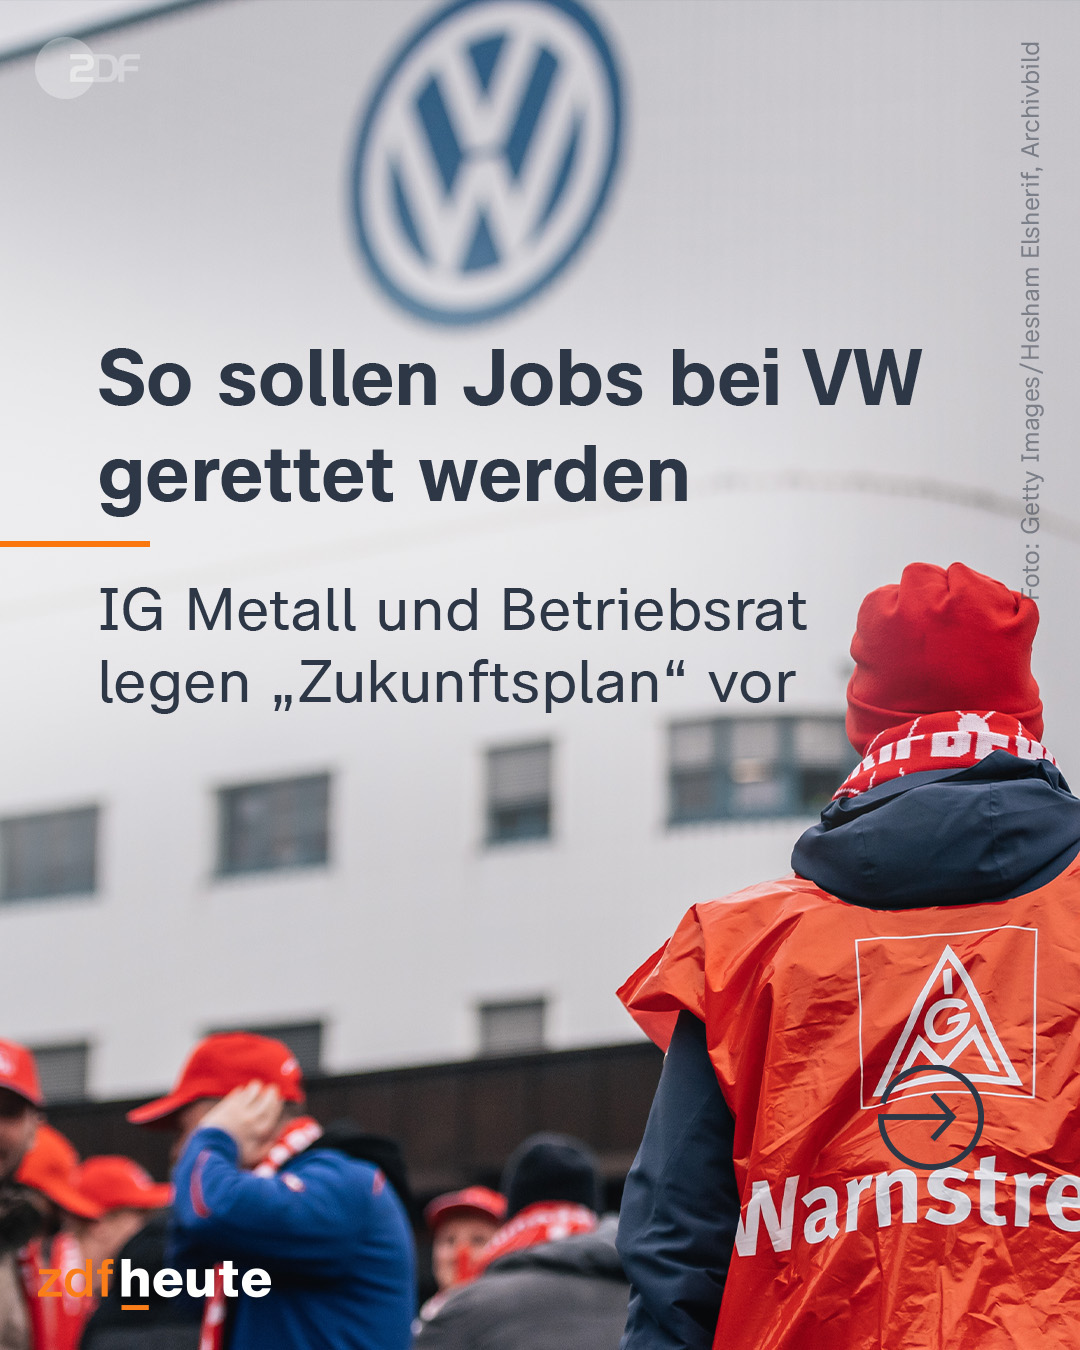 ZDF
Foto: Getty Images/Hesham Elsherif, Archivbild
So sollen Jobs bei VW
gerettet werden
IG Metall und Betriebsrat
legen „Zukunftsplan“ vor
IGM
Warnstre
zdfheute